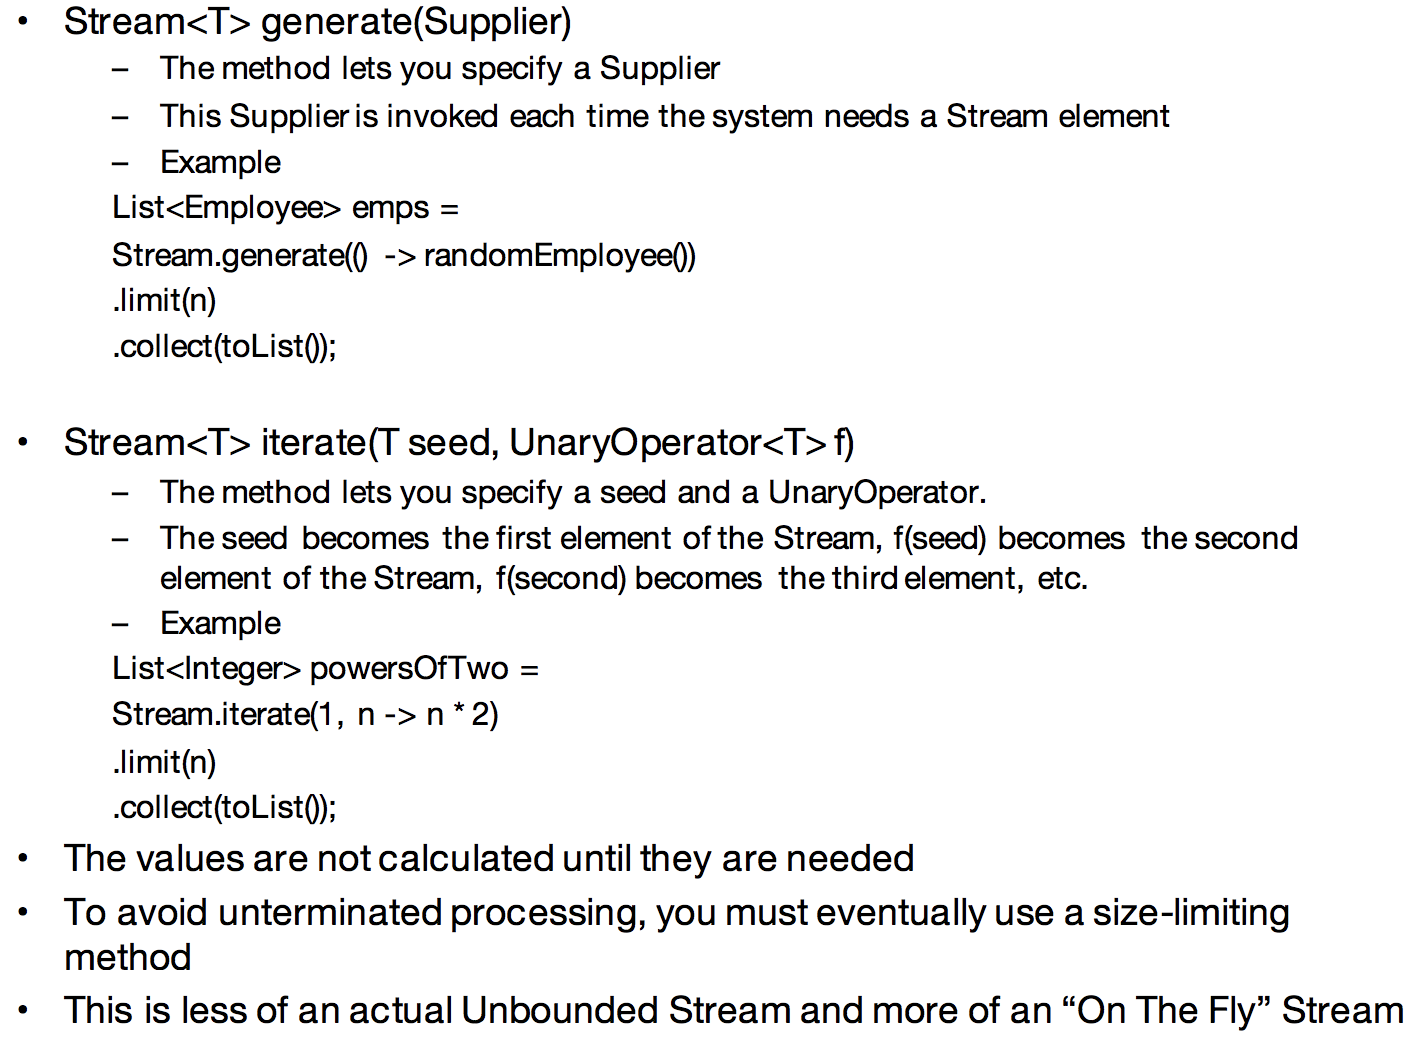 • Stream<T> generate(Supplier)
– The method lets you specify a Supplier
– This Supplier is invoked each time the system needs a Stream element
– Example
List<Employee> emps =
Stream.generate(() -> randomEmployee())
.limit(n)
.collect(toList());
• Stream<T> iterate(T seed, UnaryOperator<T> f)
– The method lets you specify a seed and a UnaryOperator.
– The seed becomes the first element of the Stream, f(seed) becomes the second
element of the Stream, f(second) becomes the third element, etc.
– Example
List<Integer> powersOfTwo =
Stream.iterate(1, n -> n * 2)
.limit(n)
.collect(toList());
• The values are not calculated until they are needed
• To avoid unterminated processing, you must eventually use a size-limiting
method
• This is less of an actual Unbounded Stream and more of an “On The Fly” Stream